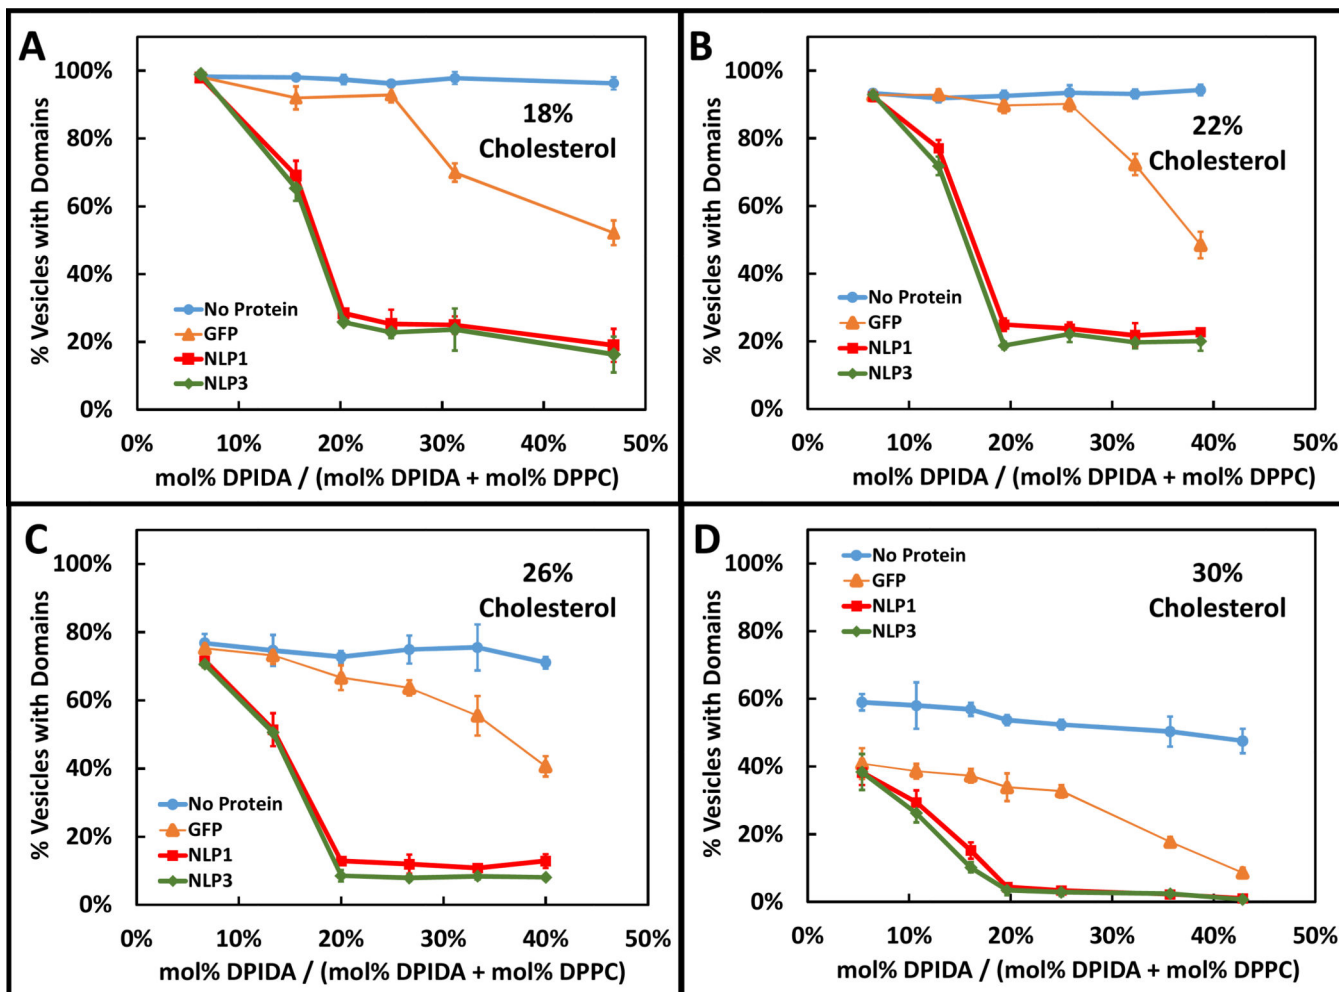 A
100%
80%
60%
40%
20%
0%
% Vesicles with Domains
18%
Cholesterol
No Protein
GFP
NLP1
NLP3
0% 10% 20% 30% 40% 50%
mol% DPIDA / (mol% DPIDA + mol% DPPC)
B
100%
80%
60%
40%
20%
0%
% Vesicles with Domains
22%
Cholesterol
No Protein
GFP
NLP1
NLP3
0% 10% 20% 30% 40% 50%
mol% DPIDA / (mol% DPIDA + mol% DPPC)
C
100%
80%
60%
40%
20%
0%
% Vesicles with Domains
26%
Cholesterol
No Protein
GFP
NLP1
NLP3
0% 10% 20% 30% 40% 50%
mol% DPIDA / (mol% DPIDA + mol% DPPC)
D
100%
80%
60%
40%
20%
0%
% Vesicles with Domains
No Protein
GFP
NLP1
NLP3
30%
Cholesterol
0% 10% 20% 30% 40% 50%
mol% DPIDA / (mol% DPIDA + mol% DPPC)